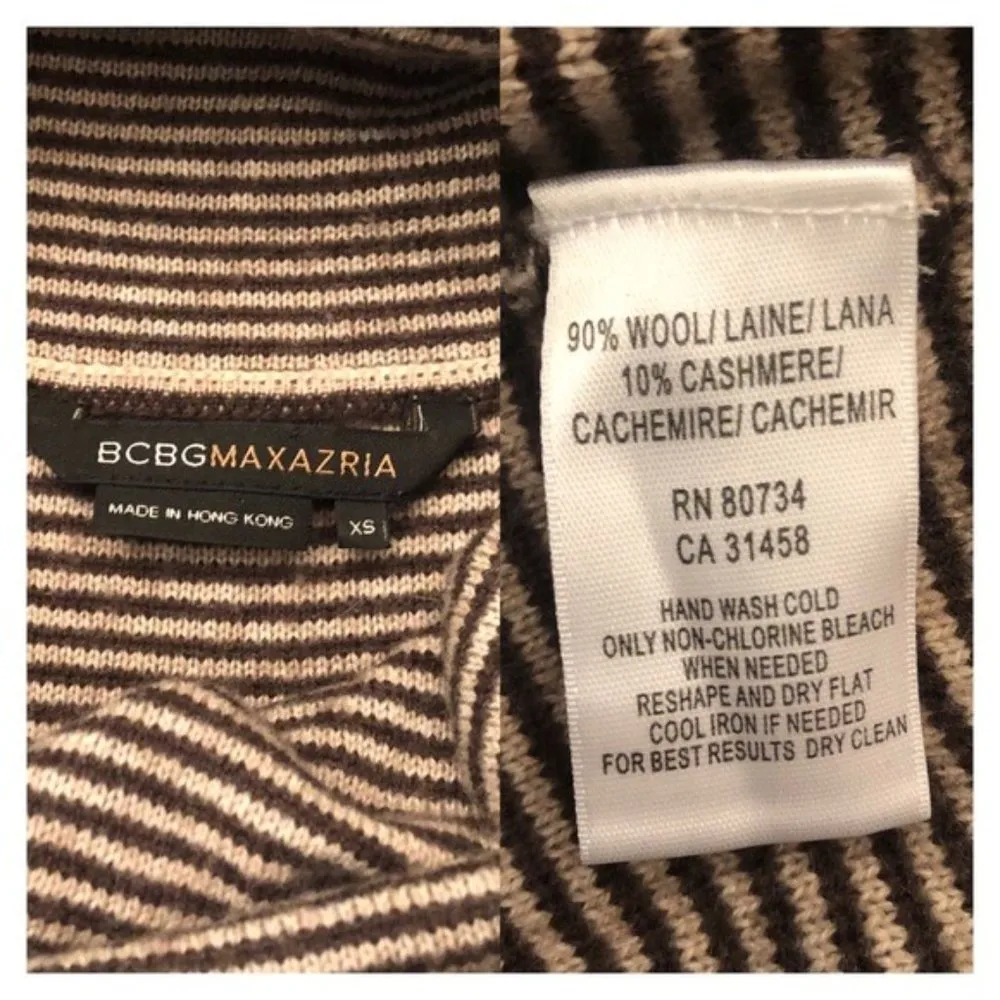 BCBGMAXAZRIA
MADE IN HONG KONG
XS
90% WOOL/ LAINE/ LANA
10% CASHMERE/
CACHEMIRE/ CACHEMIR
RN 80734
CA 31458
HAND WASH COLD
ONLY NON-CHLORINE BLEACH
WHEN NEEDED
RESHAPE AND DRY FLAT
COOL IRON IF NEEDED
FOR BEST RESULTS DRY CLEAN